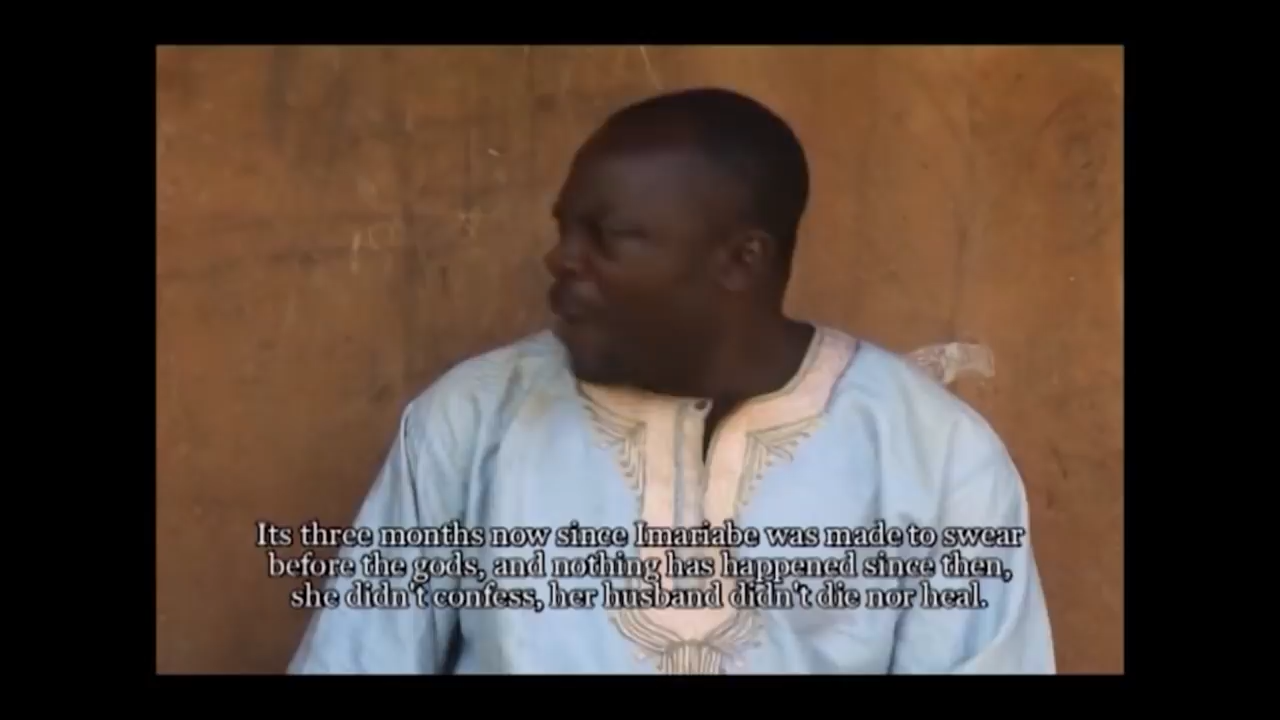 Its three months now since Imariabe was made to swear
before the gods, and nothing has happened since then,
she didn't confess, her husband didn't die nor heal.